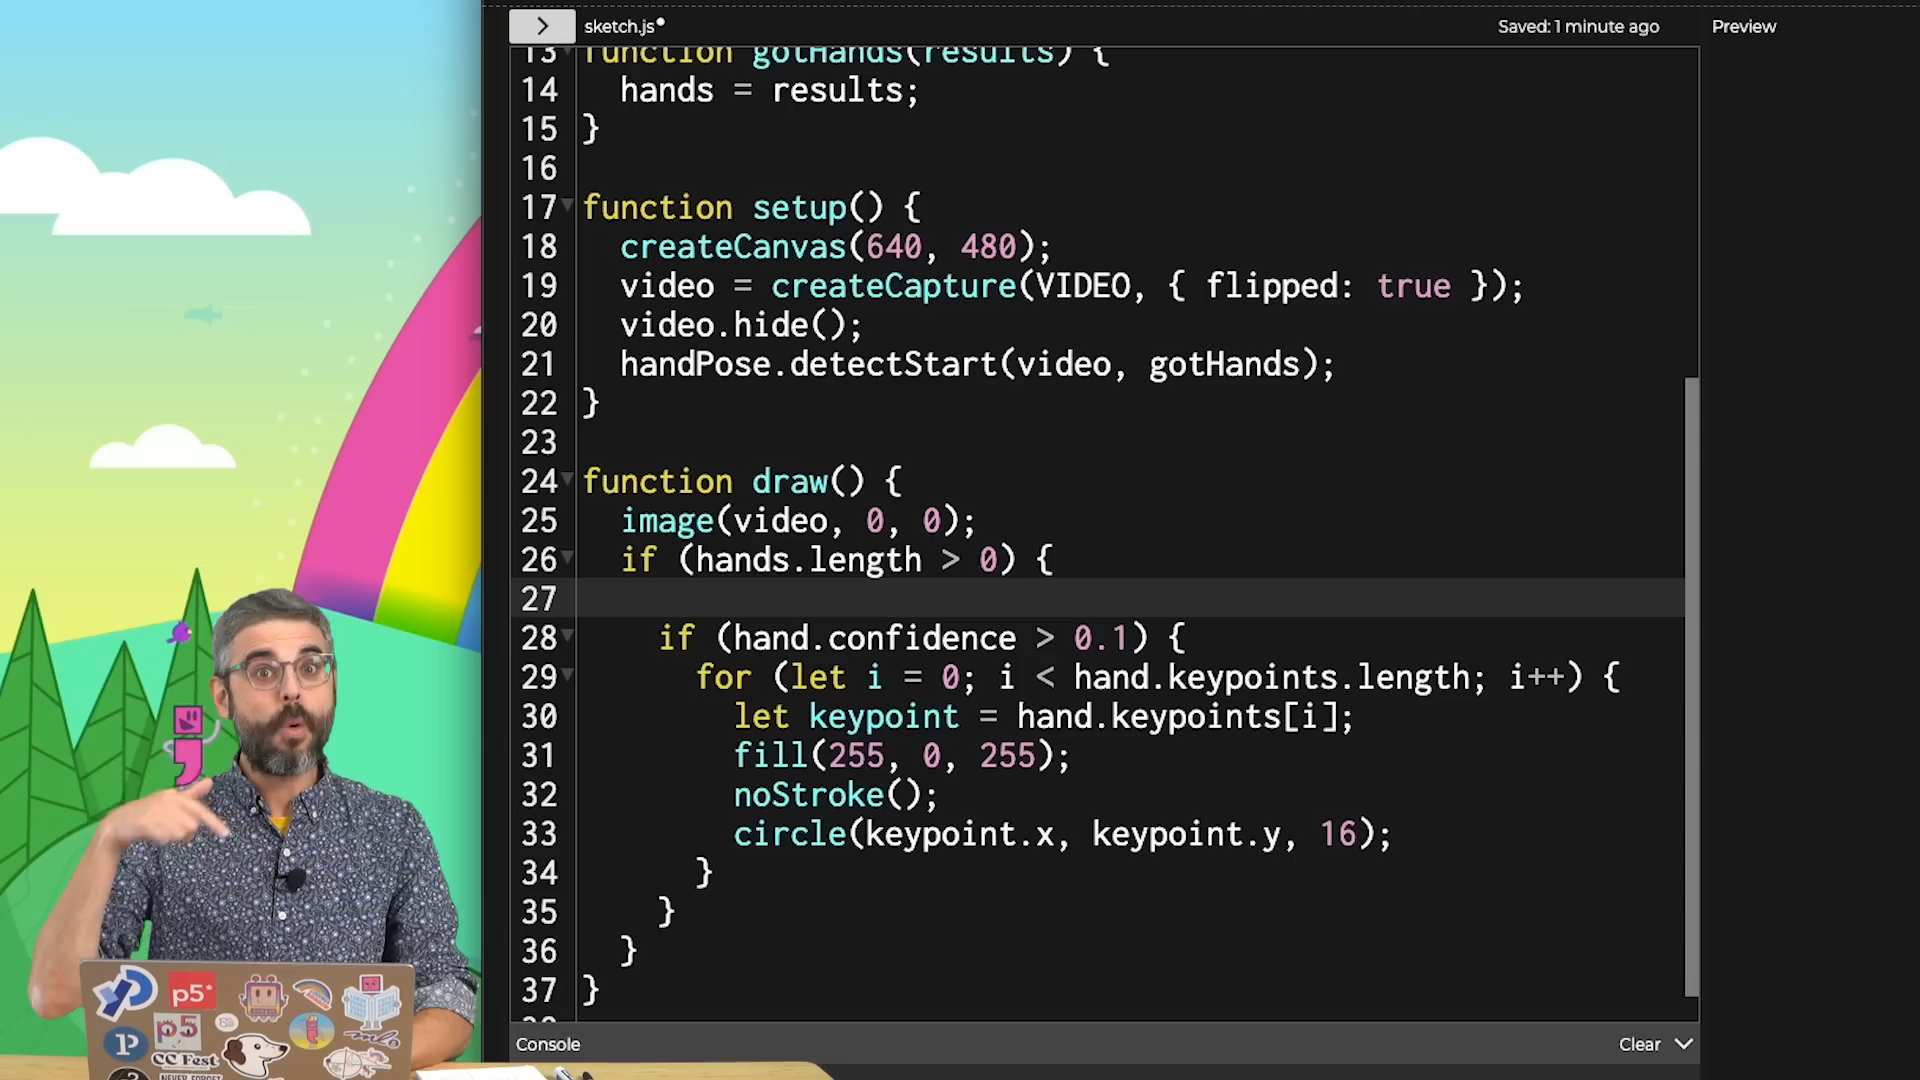 sketch.js
Saved: 1 minute ago
Preview
13 function gotHands(results) {
14 hands = results;
15 }
16
17 function setup() {
18 createCanvas(640, 480);
19 video = createCapture(VIDEO, { flipped: true });
20 video.hide();
21 handPose.detectStart(video, gotHands);
22 }
23
24 function draw() {
25 image(video, 0, 0);
26 if (hands.length > 0) {
27
28 if (hand.confidence > 0.1) {
29 for (let i = 0; i < hand.keypoints.length; i++) {
30 let keypoint = hand.keypoints[i];
31 fill(255, 0, 255);
32 noStroke();
33 circle(keypoint.x, keypoint.y, 16);
34 }
35 }
36 }
37 }
Console
Clear
p5*
p5
CC Fest
NEVER FORGET